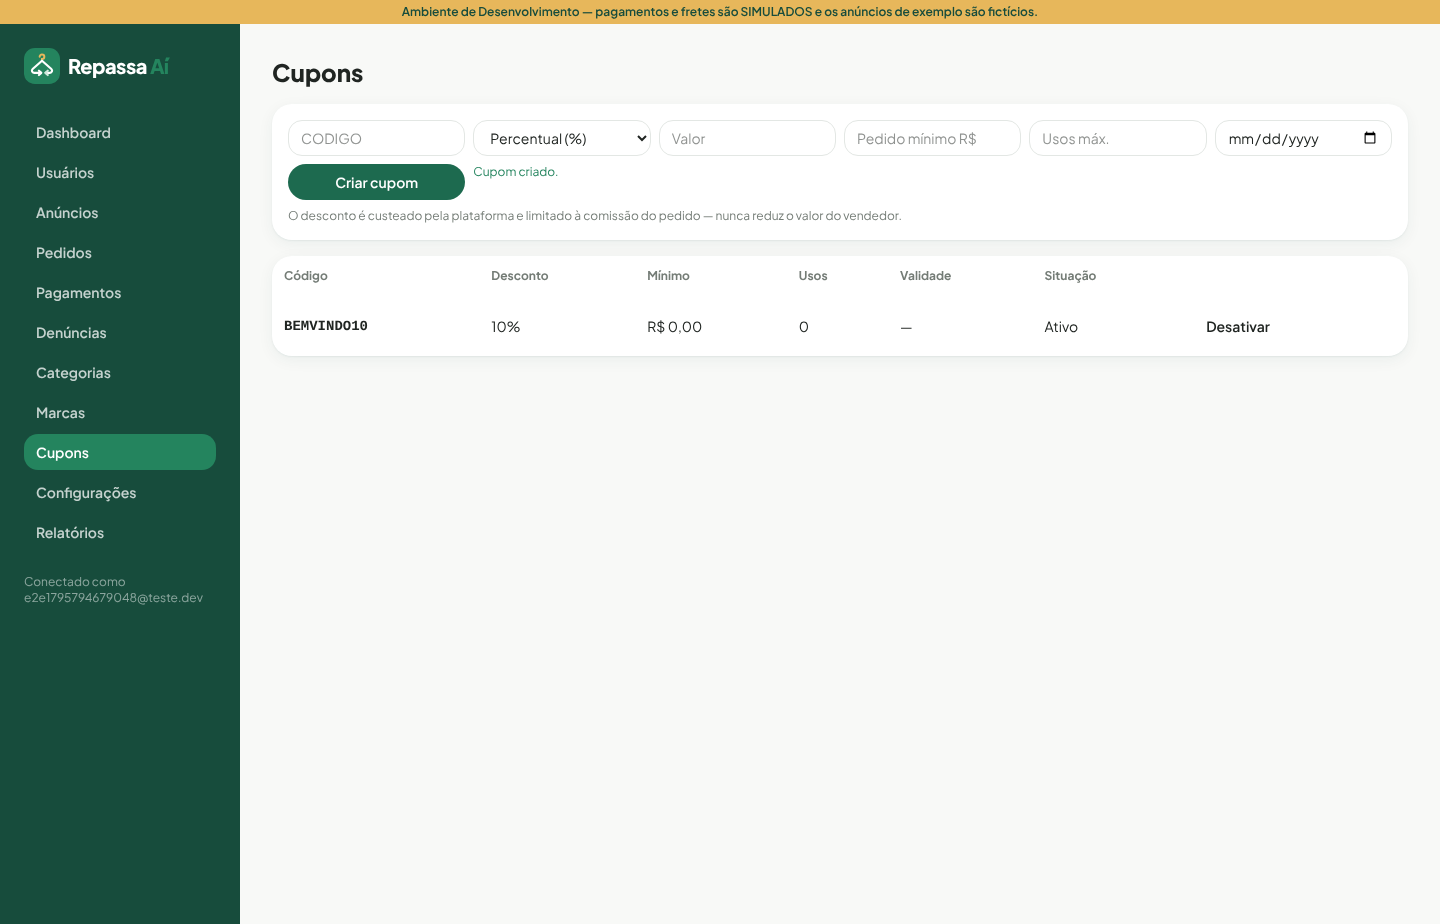 Ambiente de Desenvolvimento — pagamentos e fretes são SIMULADOS e os anúncios de exemplo são fictícios.
Repassa Aí
Dashboard
Usuários
Anúncios
Pedidos
Pagamentos
Denúncias
Categorias
Marcas
Cupons
Configurações
Relatórios
Conectado como
e2e1795794679048@teste.dev
Cupons
CODIGO Percentual (%) Valor Pedido mínimo R$ Usos máx. mm/dd/yyyy
Criar cupom Cupom criado.
O desconto é custeado pela plataforma e limitado à comissão do pedido — nunca reduz o valor do vendedor.
Código Desconto Mínimo Usos Validade Situação
BEMVINDO10 10% R$ 0,00 0 — Ativo Desativar